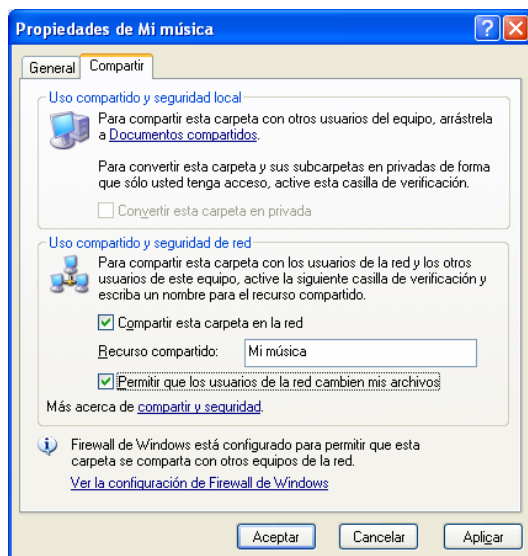 Propiedades de Mi música
General
Compartir
Uso compartido y seguridad local
Para compartir esta carpeta con otros usuarios del equipo, arrástrela
a Documentos compartidos.
Para convertir esta carpeta y sus subcarpetas en privadas de forma
que sólo usted tenga acceso, active esta casilla de verificación.
Convertir esta carpeta en privada
Uso compartido y seguridad de red
Para compartir esta carpeta con los usuarios de la red y los otros
usuarios de este equipo, active la siguiente casilla de verificación y
escriba un nombre para el recurso compartido.
Compartir esta carpeta en la red
Recurso compartido: Mi música
Permitir que los usuarios de la red cambien mis archivos
Más acerca de compartir y seguridad.
Firewall de Windows está configurado para permitir que esta
carpeta se comparta con otros equipos de la red.
Ver la configuración de Firewall de Windows
Aceptar Cancelar Aplicar